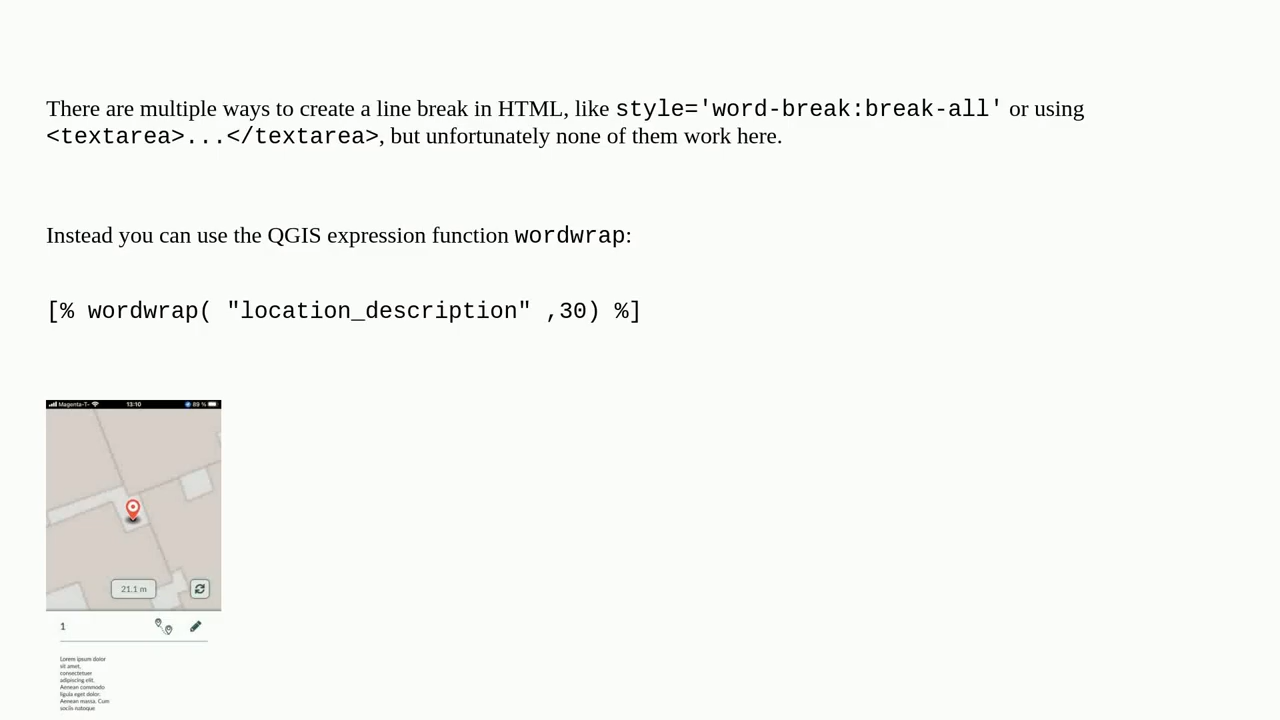 There are multiple ways to create a line break in HTML, like style='word-break:break-all' or using
<textarea>...</textarea>, but unfortunately none of them work here.
Instead you can use the QGIS expression function wordwrap:
[% wordwrap( "location_description" ,30) %]
Magenta-T- 13:10 89 %
21,1 m
1
Lorem ipsum dolor
sit amet,
consectetuer
adipiscing elit.
Aenean commodo
ligula eget dolor.
Aenean massa. Cum
sociis natoque